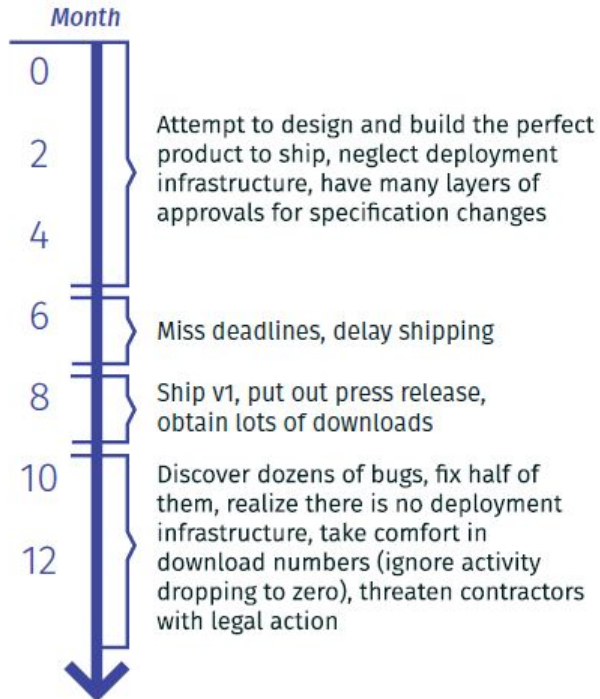 Month
0
2
4
6
8
10
12
Attempt to design and build the perfect
product to ship, neglect deployment
infrastructure, have many layers of
approvals for specification changes
Miss deadlines, delay shipping
Ship v1, put out press release,
obtain lots of downloads
Discover dozens of bugs, fix half of
them, realize there is no deployment
infrastructure, take comfort in
download numbers (ignore activity
dropping to zero), threaten contractors
with legal action